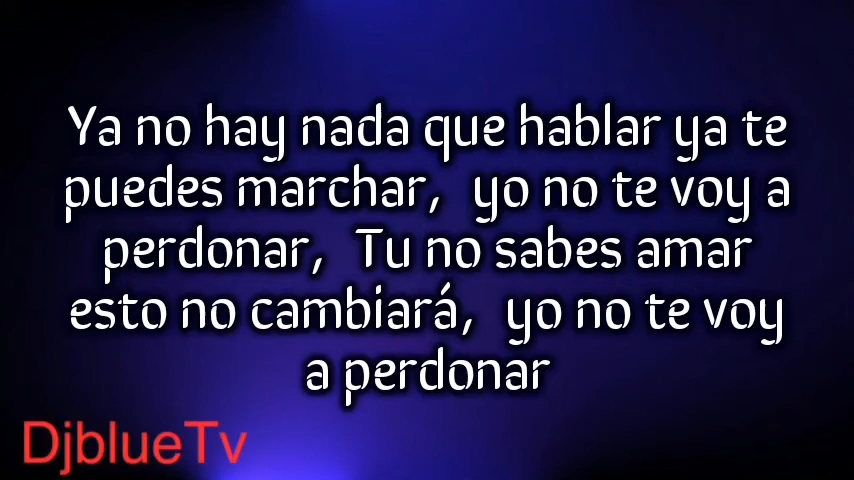 Ya no hay nada que hablar ya te
puedes marchar, yo no te voy a
perdonar, Tu no sabes amar
esto no cambiará, yo no te voy
a perdonar
DjblueTv